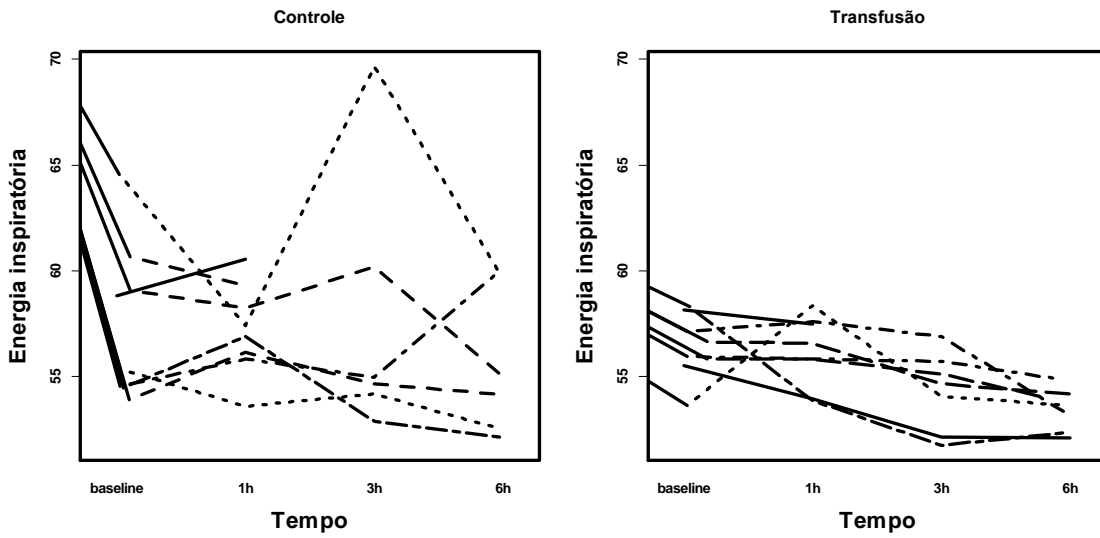 Controle
Energia inspiratória
70
65
60
55
baseline 1h 3h 6h
Tempo
Transfusão
Energia inspiratória
70
65
60
55
baseline 1h 3h 6h
Tempo